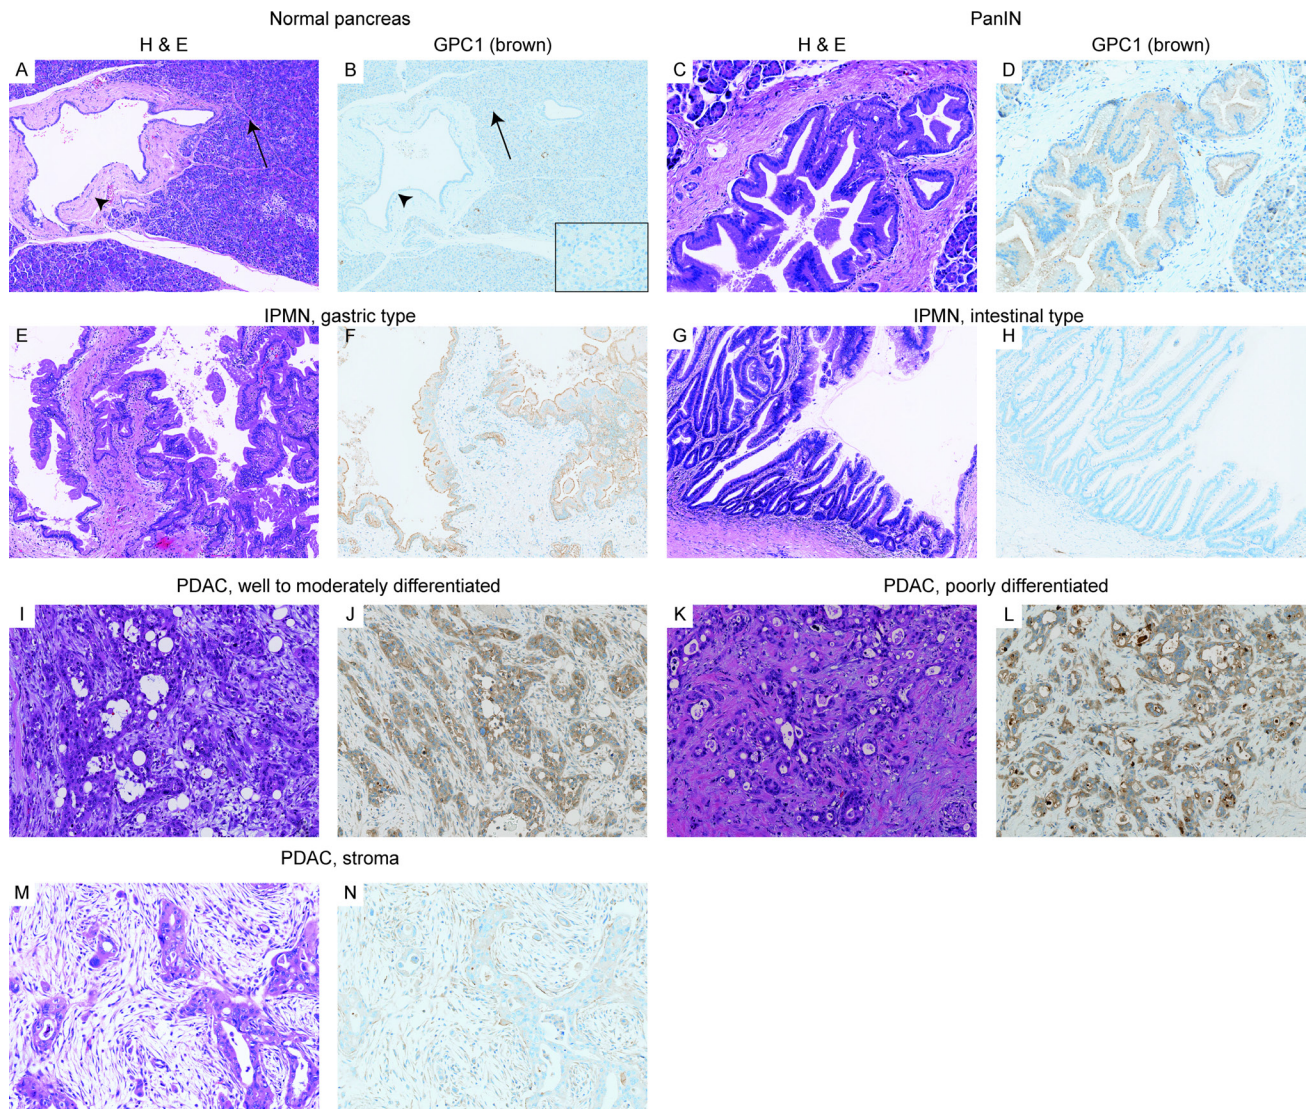 Normal pancreas
PanIN
H & E
GPC1 (brown)
H & E
GPC1 (brown)
A
B
C
D
IPMN, gastric type
IPMN, intestinal type
E
F
G
H
PDAC, well to moderately differentiated
PDAC, poorly differentiated
I
J
K
L
PDAC, stroma
M
N